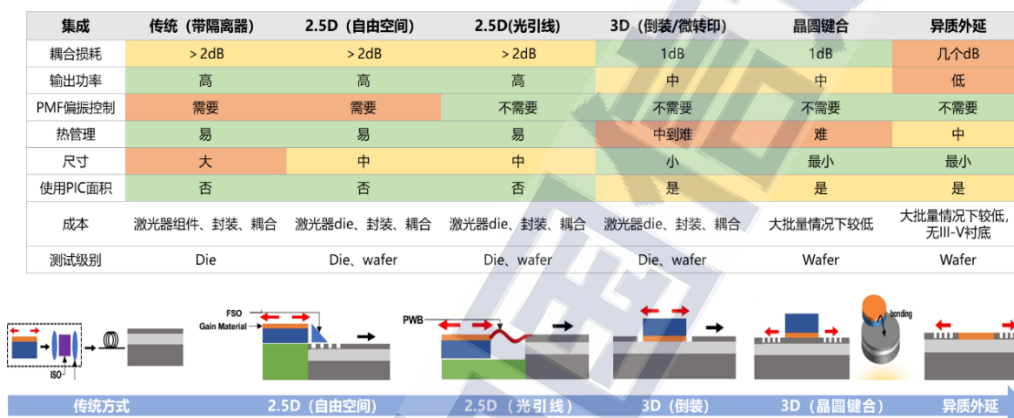 集成 传统（带隔离器） 2.5D（自由空间） 2.5D(光引线) 3D（倒装/微转印） 晶圆键合 异质外延
耦合损耗 ＞2dB ＞2dB ＞2dB 1dB 1dB 几个dB
输出功率 高 高 高 中 中 低
PMF偏振控制 需要 需要 不需要 不需要 不需要 不需要
热管理 易 易 易 中到难 难 中
尺寸 大 中 中 小 最小 最小
使用PIC面积 否 否 否 是 是 是
成本 激光器组件、封装、耦合 激光器die、封装、耦合 激光器die、封装、耦合 激光器die、封装、耦合 大批量情况下较低 大批量情况下较低，
无III-V衬底
测试级别 Die Die、wafer Die、wafer Die、wafer Wafer Wafer
FSO
Gain Material
PWB
bonding
ISO
传统方式 2.5D（自由空间） 2.5D（光引线） 3D（倒装） 3D（晶圆键合） 异质外延